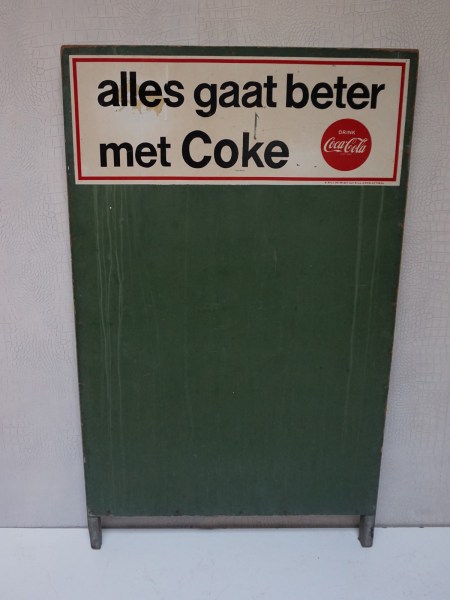 alles gaat beter
met Coke
DRINK
Coca-Cola